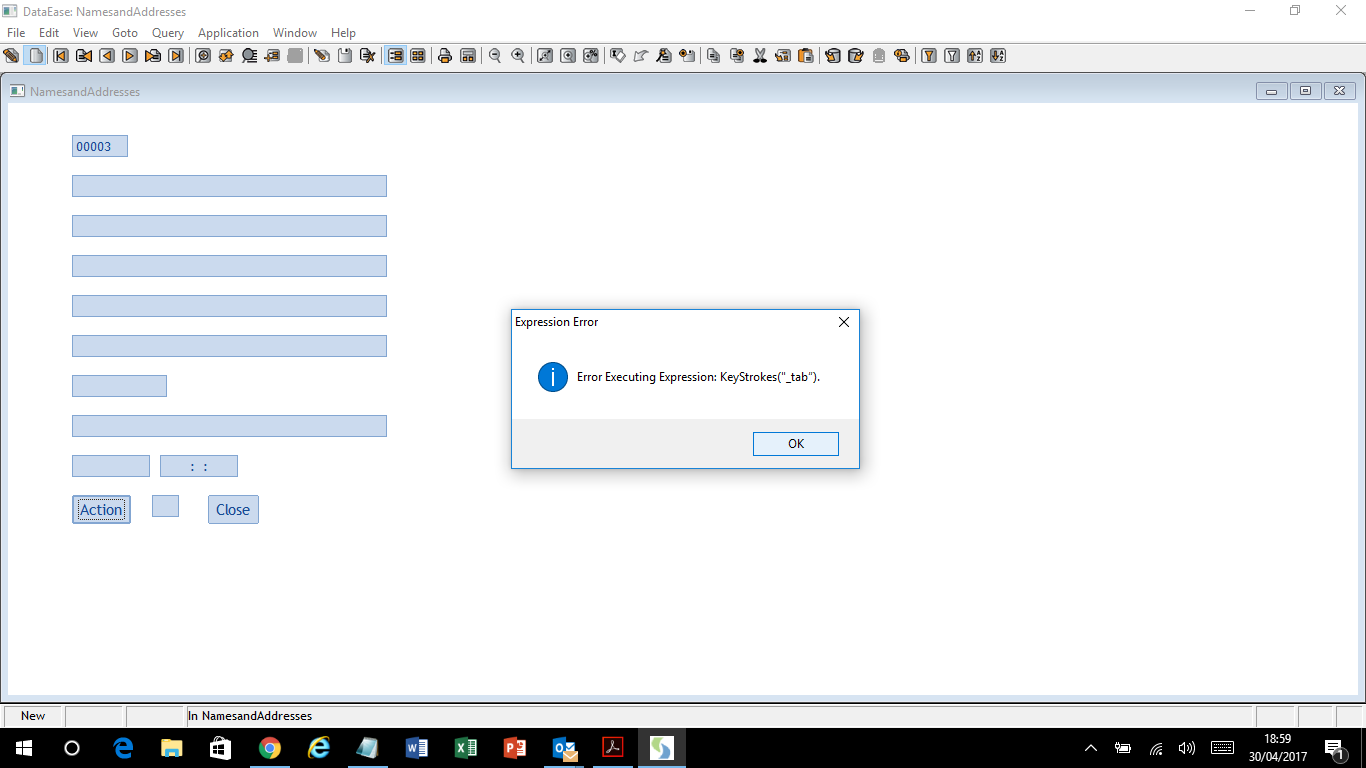 DataEase: NamesandAddresses
File Edit View Goto Query Application Window Help
NamesandAddresses
00003
Expression Error
Error Executing Expression: KeyStrokes("_tab").
OK
: :
Action Close
New In NamesandAddresses
18:59
30/04/2017
1